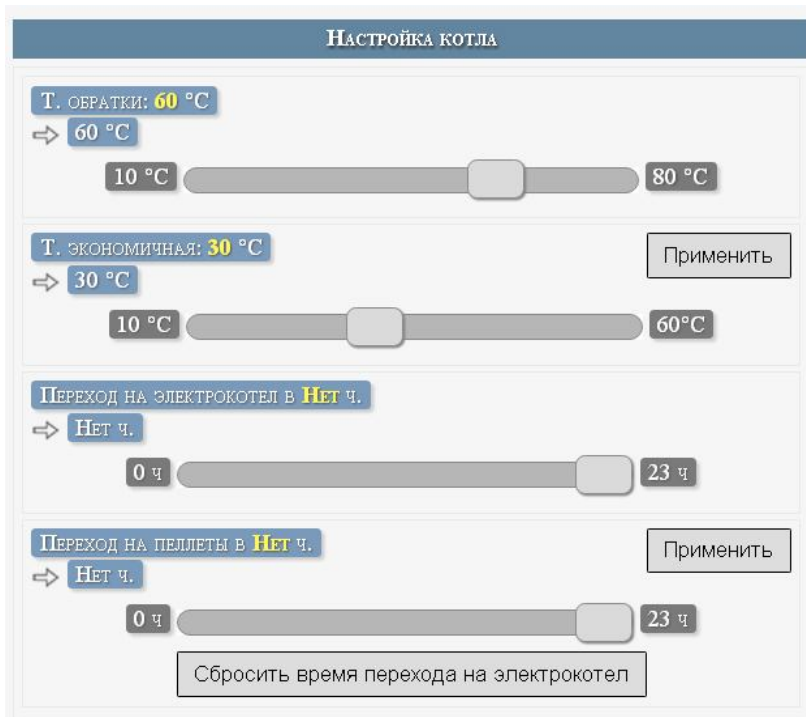 Настройка котла
Т. обратки: 60 °C
60 °C
10 °C 80 °C
Т. экономичная: 30 °C Применить
30 °C
10 °C 60°C
Переход на электрокотел в Нет ч.
Нет ч.
0 ч 23 ч
Переход на пеллеты в Нет ч. Применить
Нет ч.
0 ч 23 ч
Сбросить время перехода на электрокотел